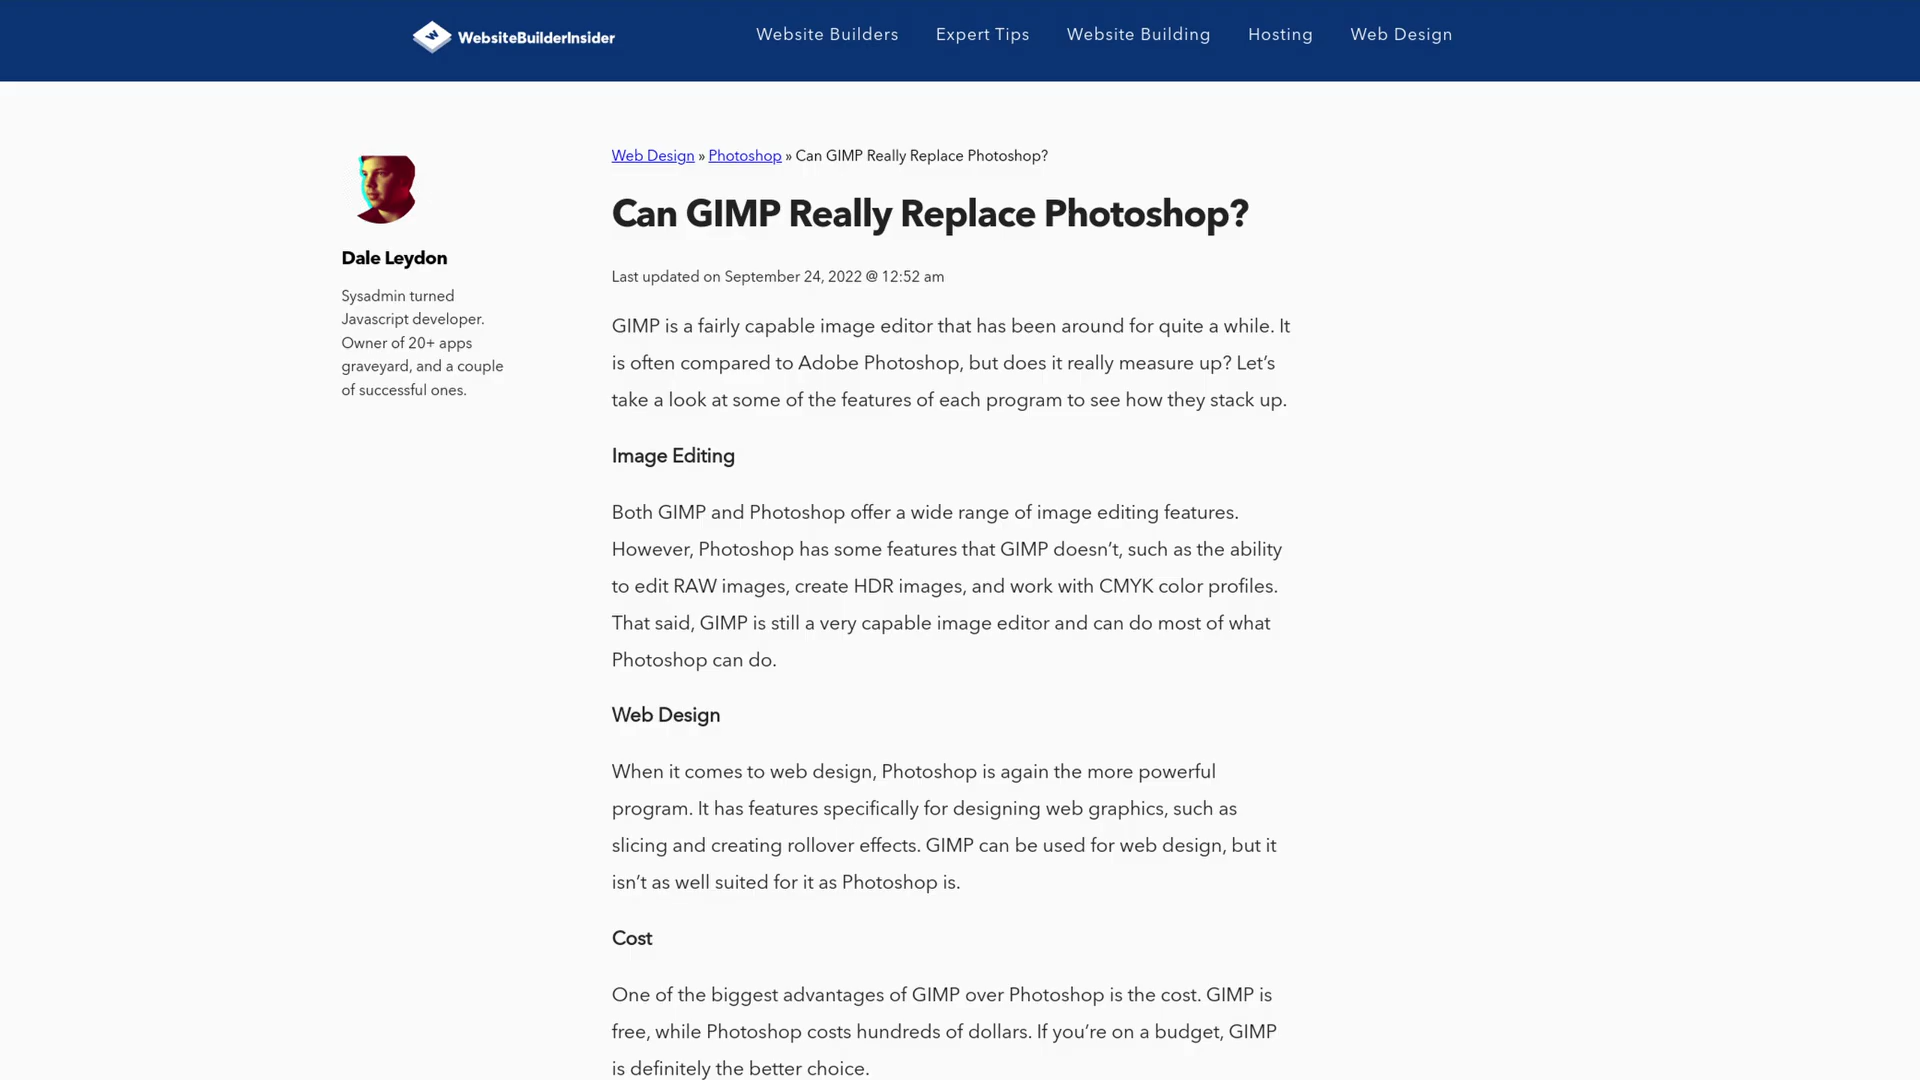 WebsiteBuilderInsider
Website Builders
Expert Tips
Website Building
Hosting
Web Design
Dale Leydon
Sysadmin turned
Javascript developer.
Owner of 20+ apps
graveyard, and a couple
of successful ones.
Web Design » Photoshop » Can GIMP Really Replace Photoshop?
Can GIMP Really Replace Photoshop?
Last updated on September 24, 2022 @ 12:52 am
GIMP is a fairly capable image editor that has been around for quite a while. It
is often compared to Adobe Photoshop, but does it really measure up? Let’s
take a look at some of the features of each program to see how they stack up.
Image Editing
Both GIMP and Photoshop offer a wide range of image editing features.
However, Photoshop has some features that GIMP doesn’t, such as the ability
to edit RAW images, create HDR images, and work with CMYK color profiles.
That said, GIMP is still a very capable image editor and can do most of what
Photoshop can do.
Web Design
When it comes to web design, Photoshop is again the more powerful
program. It has features specifically for designing web graphics, such as
slicing and creating rollover effects. GIMP can be used for web design, but it
isn’t as well suited for it as Photoshop is.
Cost
One of the biggest advantages of GIMP over Photoshop is the cost. GIMP is
free, while Photoshop costs hundreds of dollars. If you’re on a budget, GIMP
is definitely the better choice.